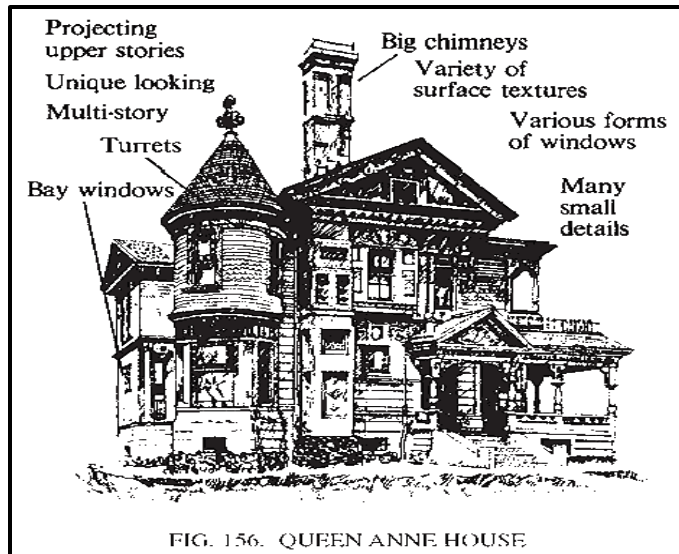 Projecting
upper stories
Unique looking
Multi-story
Turrets
Bay windows
Big chimneys
Variety of
surface textures
Various forms
of windows
Many
small
details
FIG. 156. QUEEN ANNE HOUSE